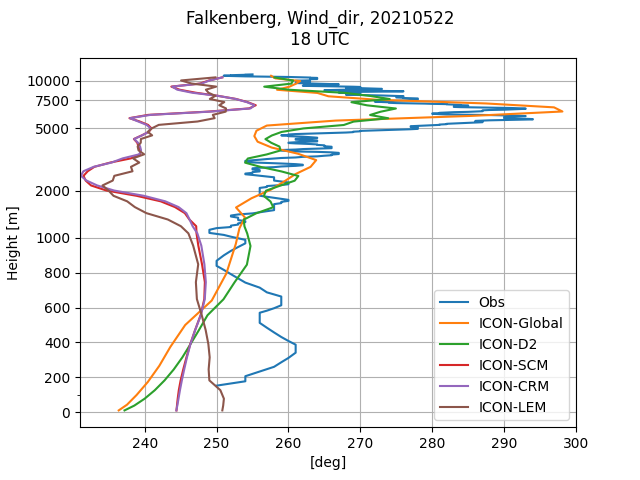 Falkenberg, Wind_dir, 20210522
18 UTC
10000
7500
5000
2000
1000
800
600
400
200
0
Height [m]
240
250
260
270
280
290
300
[deg]
Obs
ICON-Global
ICON-D2
ICON-SCM
ICON-CRM
ICON-LEM